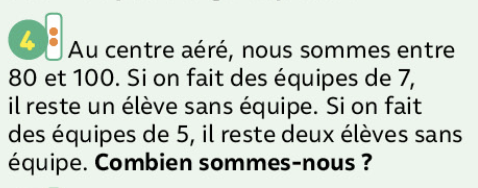 4 Au centre aéré, nous sommes entre
80 et 100. Si on fait des équipes de 7,
il reste un élève sans équipe. Si on fait
des équipes de 5, il reste deux élèves sans
équipe. Combien sommes-nous ?